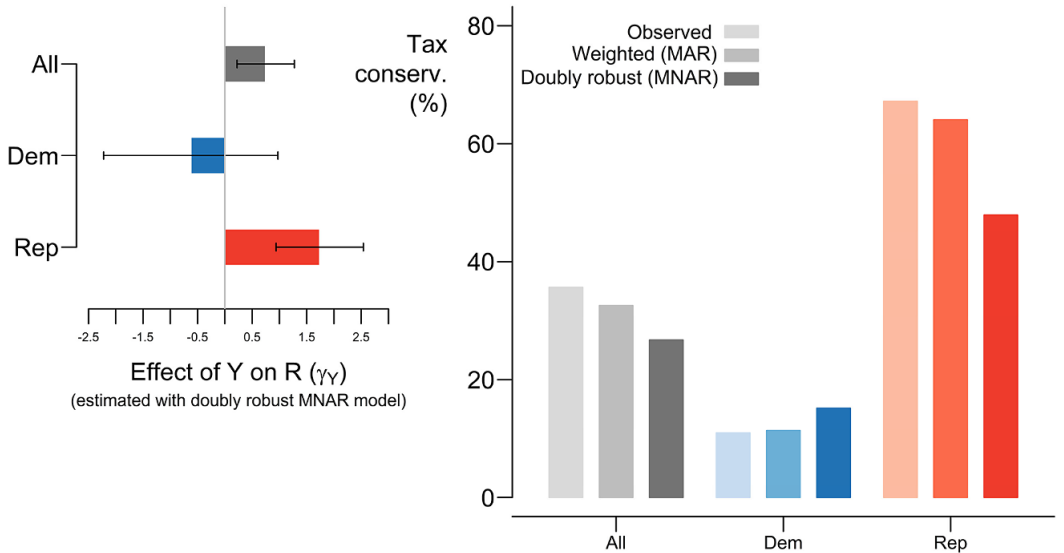 All
Dem
Rep
-2.5 -1.5 -0.5 0.5 1.5 2.5
Effect of Y on R (γY)
(estimated with doubly robust MNAR model)
Tax
conserv.
(%)
80
60
40
20
0
Observed
Weighted (MAR)
Doubly robust (MNAR)
All Dem Rep